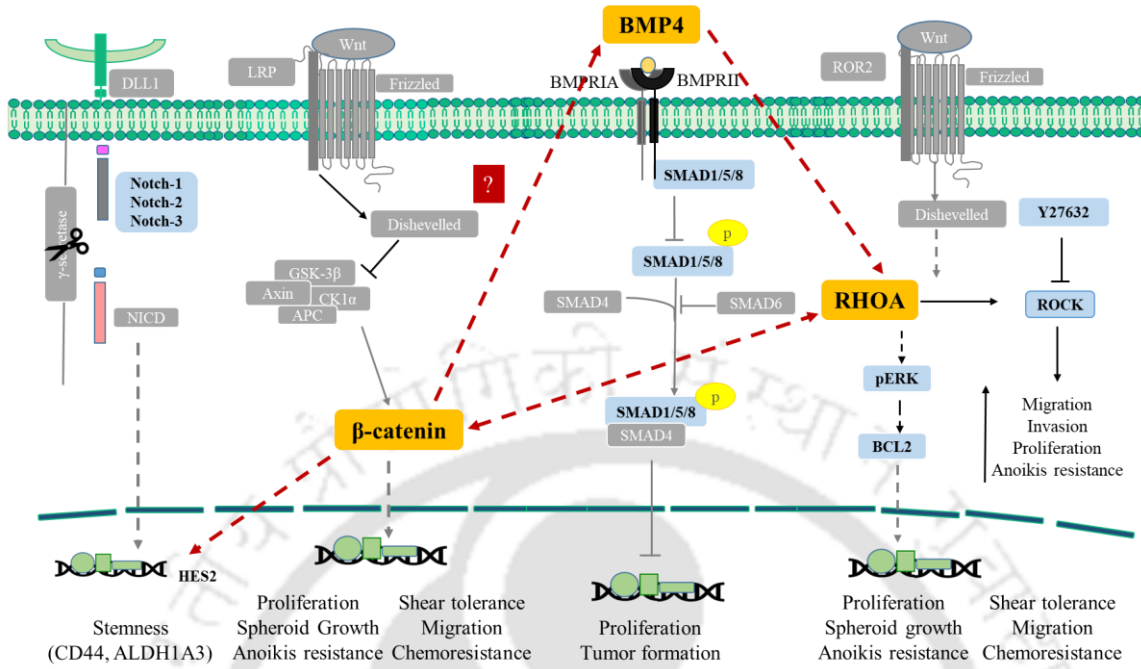 BMP4
Wnt
Wnt
DLL1
LRP
Frizzled
BMPRIA
BMPRII
ROR2
Frizzled
Notch-1
Notch-2
Notch-3
?
SMAD1/5/8
Dishevelled
Dishevelled
Y27632
γ-secretase
p
SMAD1/5/8
GSK-3β
Axin
CK1α
APC
SMAD4
SMAD6
RHOA
ROCK
NICD
pERK
p
SMAD1/5/8
SMAD4
β-catenin
BCL2
Migration
Invasion
Proliferation
Anoikis resistance
HES2
Stemness
(CD44, ALDH1A3)
Proliferation
Spheroid Growth
Anoikis resistance
Shear tolerance
Migration
Chemoresistance
Proliferation
Tumor formation
Proliferation
Spheroid growth
Anoikis resistance
Shear tolerance
Migration
Chemoresistance